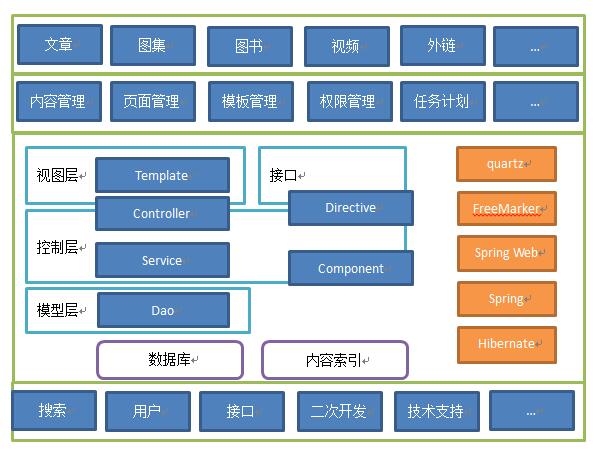 文章 图集 图书 视频 外链 ...
内容管理 页面管理 模板管理 权限管理 任务计划 ...
视图层 Template 接口 quartz
Controller Directive FreeMarker
控制层 Service Component Spring Web
模型层 Dao Spring
数据库 内容索引 Hibernate
搜索 用户 接口 二次开发 技术支持 ...